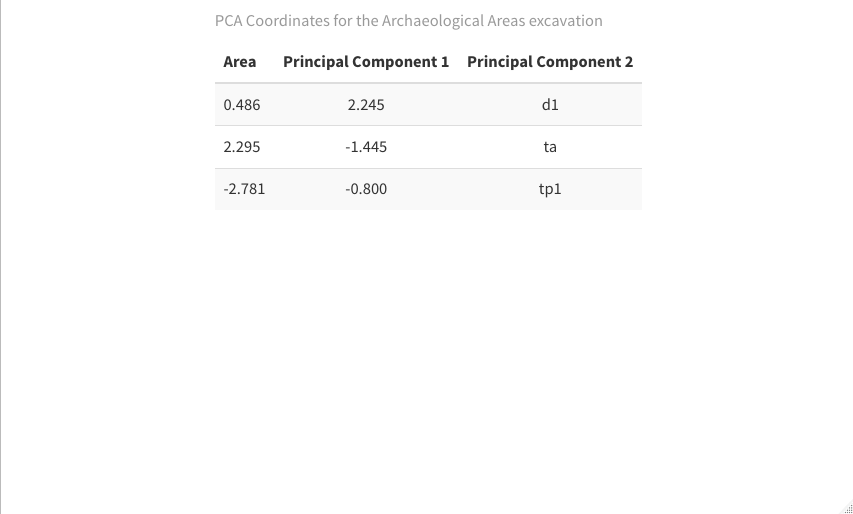 PCA Coordinates for the Archaeological Areas excavation
Area Principal Component 1 Principal Component 2
0.486 2.245 d1
2.295 -1.445 ta
-2.781 -0.800 tp1